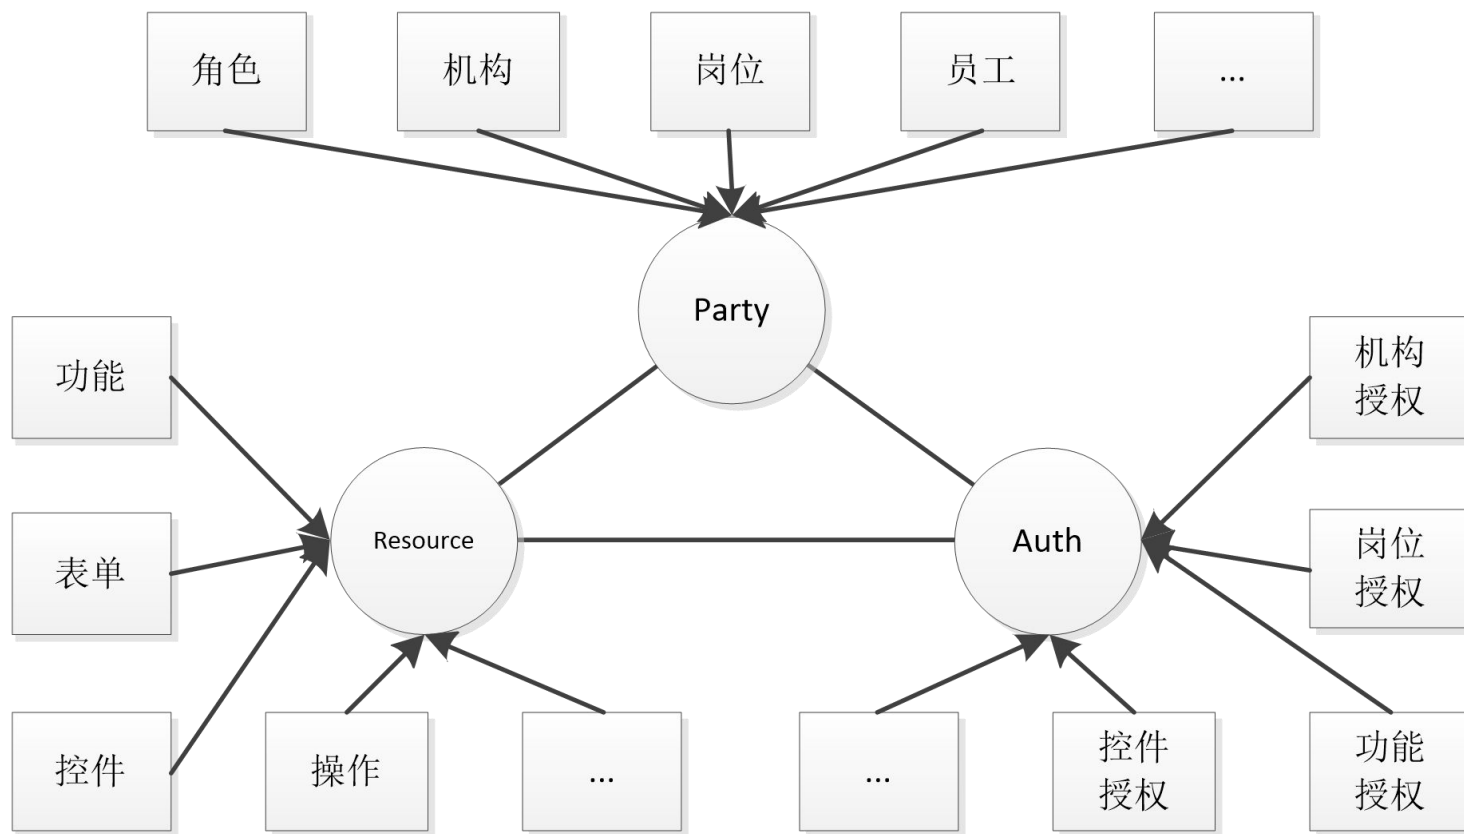 角色
机构
岗位
员工
...
Party
功能
机构
授权
Resource
Auth
表单
岗位
授权
控件
操作
...
...
控件
授权
功能
授权